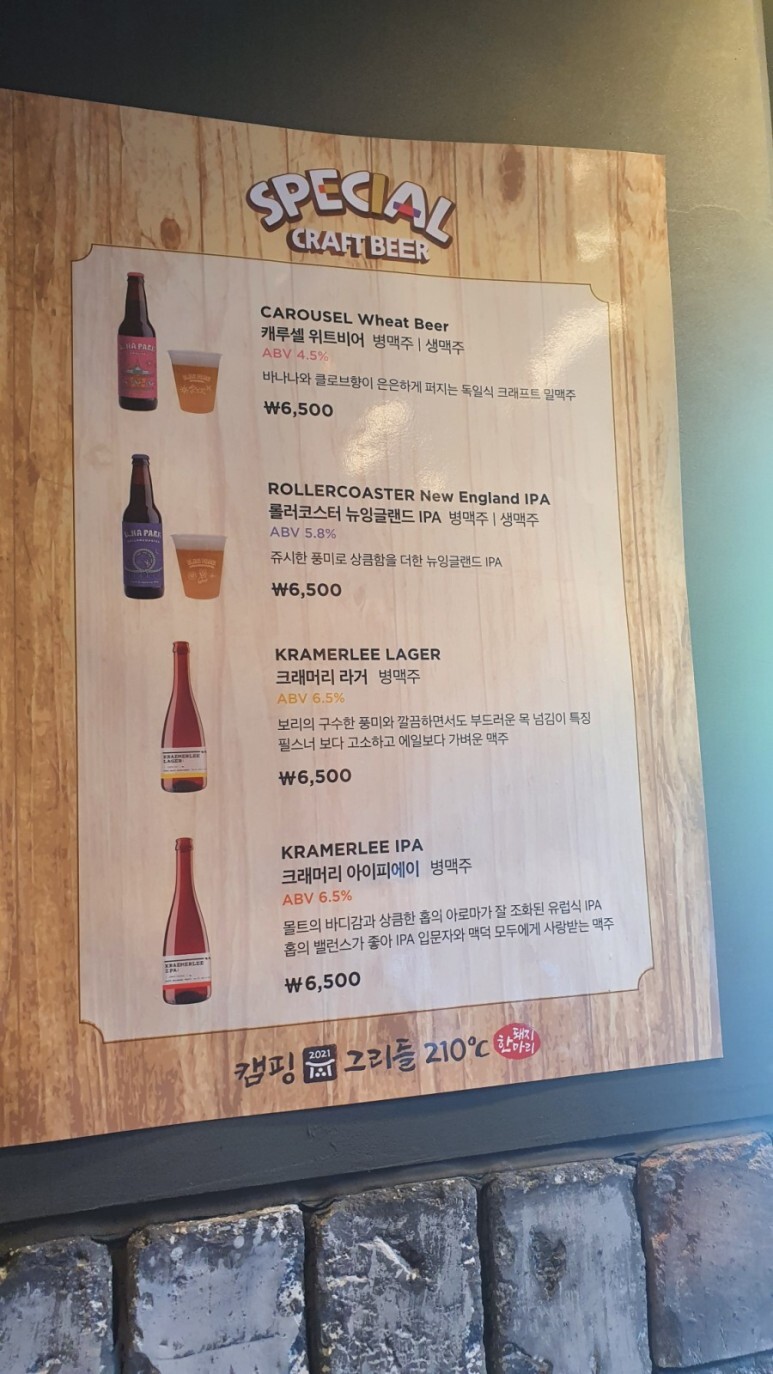 SPECIAL
CRAFT BEER
CAROUSEL Wheat Beer
캐루셀 위트비어 병맥주 | 생맥주
ABV 4.5%
바나나와 클로브향이 은은하게 퍼지는 독일식 크래프트 밀맥주
₩6,500
ROLLERCOASTER New England IPA
롤러코스터 뉴잉글랜드 IPA 병맥주 | 생맥주
ABV 5.8%
쥬시한 풍미로 상큼함을 더한 뉴잉글랜드 IPA
₩6,500
KRAMERLEE LAGER
크래머리 라거 병맥주
ABV 6.5%
보리의 구수한 풍미와 깔끔하면서도 부드러운 목 넘김이 특징
필스너 보다 고소하고 에일보다 가벼운 맥주
₩6,500
KRAEMERLEE
LAGER
KRAMERLEE IPA
크래머리 아이피에이 병맥주
ABV 6.5%
몰트의 바디감과 상큼한 홉의 아로마가 잘 조화된 유럽식 IPA
홉의 밸런스가 좋아 IPA 입문자와 맥덕 모두에게 사랑받는 맥주
₩6,500
KRAEMERLEE
IPA
캠핑 2021 그리들 210℃ 한돼지마리